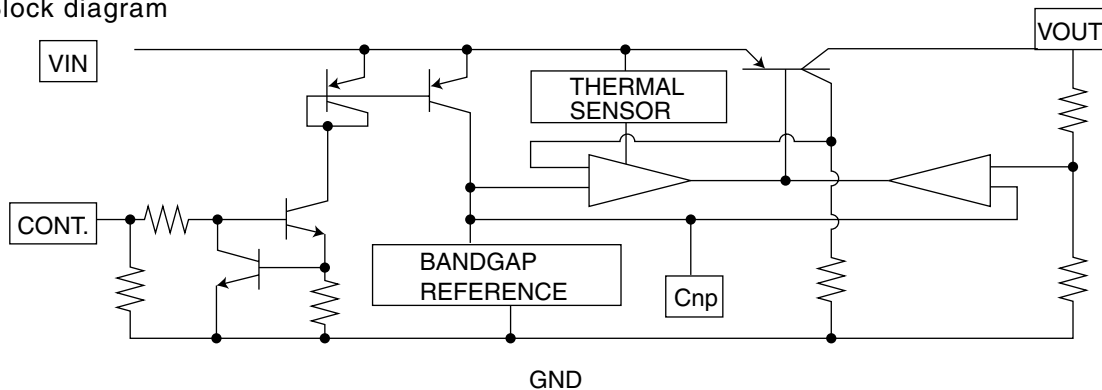 Block diagram
VIN
VOUT
THERMAL
SENSOR
CONT.
BANDGAP
REFERENCE
Cnp
GND